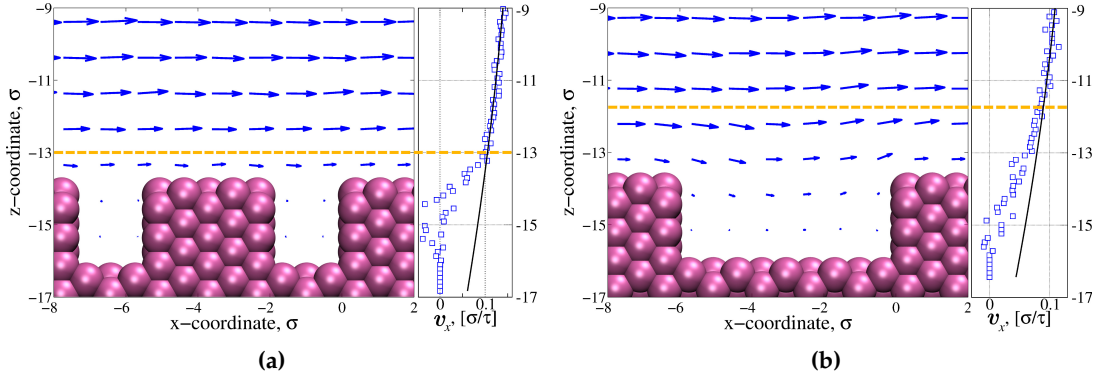 -9
-11
-13
-15
-17
z-coordinate, σ
-8 -6 -4 -2 0 2
x-coordinate, σ
0 0.1
𝒗ₓ, [σ/τ]
-9
-11
-13
-15
-17
(a)
-9
-11
-13
-15
-17
z-coordinate, σ
-8 -6 -4 -2 0 2
x-coordinate, σ
0 0.1
𝒗ₓ, [σ/τ]
-9
-11
-13
-15
-17
(b)